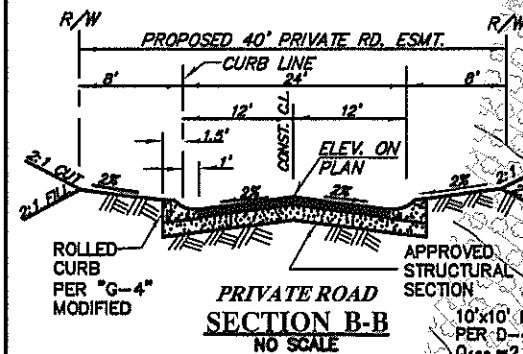 R/W
R/W
PROPOSED 40' PRIVATE RD. ESMT.
8'
CURB LINE
24'
8'
12'
CONST. C/L
12'
1.5'
1'
ELEV. ON
PLAN
2:1 CUT
2:1 FILL
2%
2%
2%
2%
2:1
ROLLED
CURB
PER "G-4"
MODIFIED
APPROVED
STRUCTURAL
SECTION
PRIVATE ROAD
SECTION B-B
NO SCALE
10'x10'
PER D-